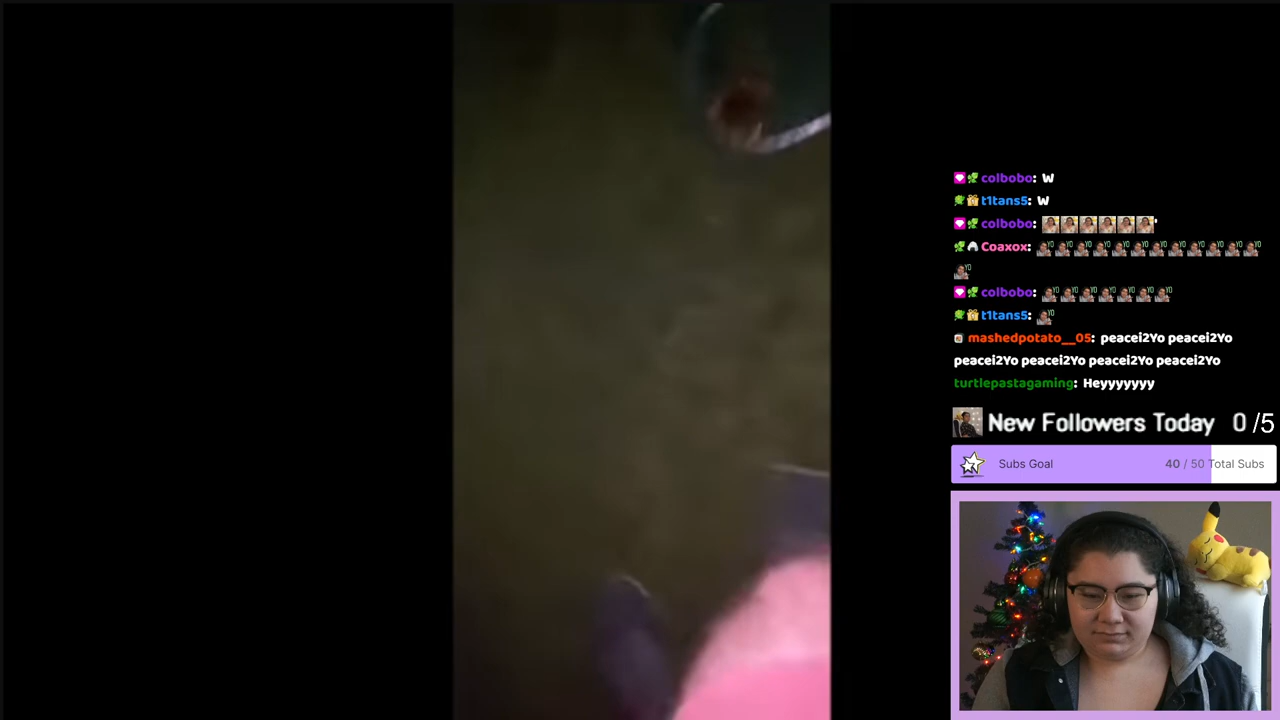 colbobo: W
t1tans5: W
colbobo:
Coaxox:
colbobo:
t1tans5:
mashedpotato__05: peacei2Yo peacei2Yo
peacei2Yo peacei2Yo peacei2Yo peacei2Yo
turtlepastagaming: Heyyyyyyy
New Followers Today 0 /5
Subs Goal 40 / 50 Total Subs